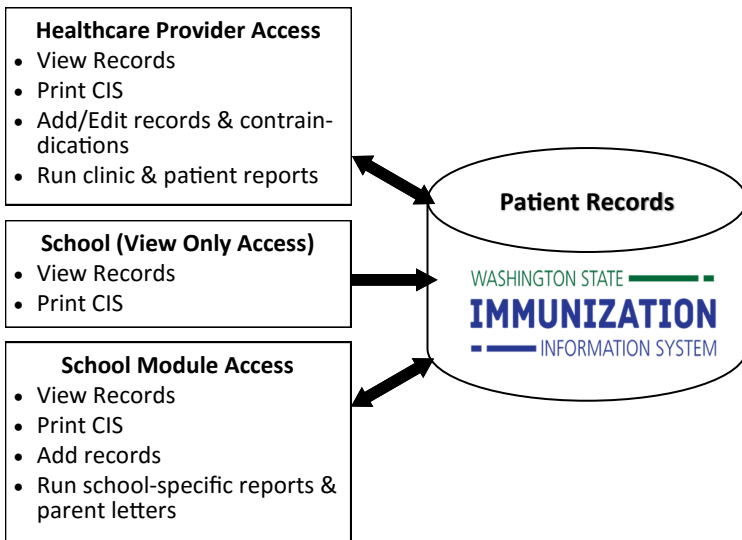 Healthcare Provider Access
• View Records
• Print CIS
• Add/Edit records & contrain-
dications
• Run clinic & patient reports
School (View Only Access)
• View Records
• Print CIS
School Module Access
• View Records
• Print CIS
• Add records
• Run school-specific reports &
parent letters
Patient Records
WASHINGTON STATE
IMMUNIZATION
INFORMATION SYSTEM